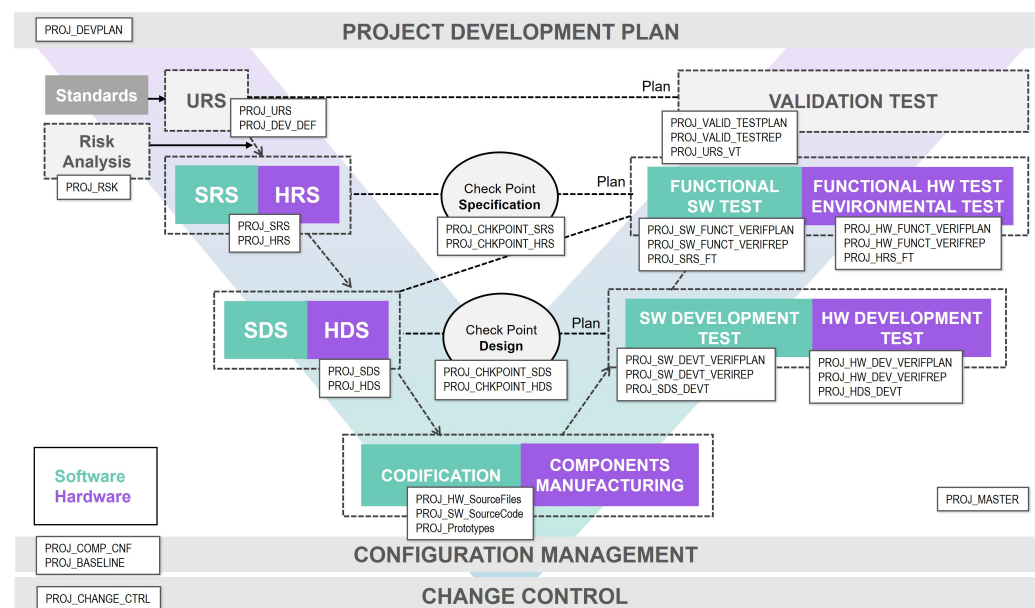 PROJ_DEVPLAN
PROJECT DEVELOPMENT PLAN
Standards
URS
PROJ_URS
PROJ_DEV_DEF
Plan
VALIDATION TEST
PROJ_VALID_TESTPLAN
PROJ_VALID_TESTREP
PROJ_URS_VT
Risk
Analysis
PROJ_RSK
SRS
HRS
PROJ_SRS
PROJ_HRS
Check Point
Specification
PROJ_CHKPOINT_SRS
PROJ_CHKPOINT_HRS
Plan
FUNCTIONAL
SW TEST
PROJ_SW_FUNCT_VERIFPLAN
PROJ_SW_FUNCT_VERIFREP
PROJ_SRS_FT
FUNCTIONAL HW TEST
ENVIRONMENTAL TEST
PROJ_HW_FUNCT_VERIFPLAN
PROJ_HW_FUNCT_VERIFREP
PROJ_HRS_FT
SDS
HDS
PROJ_SDS
PROJ_HDS
Check Point
Design
PROJ_CHKPOINT_SDS
PROJ_CHKPOINT_HDS
Plan
SW DEVELOPMENT
TEST
PROJ_SW_DEVT_VERIFPLAN
PROJ_SW_DEVT_VERIREP
PROJ_SDS_DEVT
HW DEVELOPMENT
TEST
PROJ_HW_DEV_VERIFPLAN
PROJ_HW_DEV_VERIFREP
PROJ_HDS_DEVT
CODIFICATION
COMPONENTS
MANUFACTURING
PROJ_HW_SourceFiles
PROJ_SW_SourceCode
PROJ_Prototypes
Software
Hardware
PROJ_MASTER
PROJ_COMP_CNF
PROJ_BASELINE
CONFIGURATION MANAGEMENT
PROJ_CHANGE_CTRL
CHANGE CONTROL